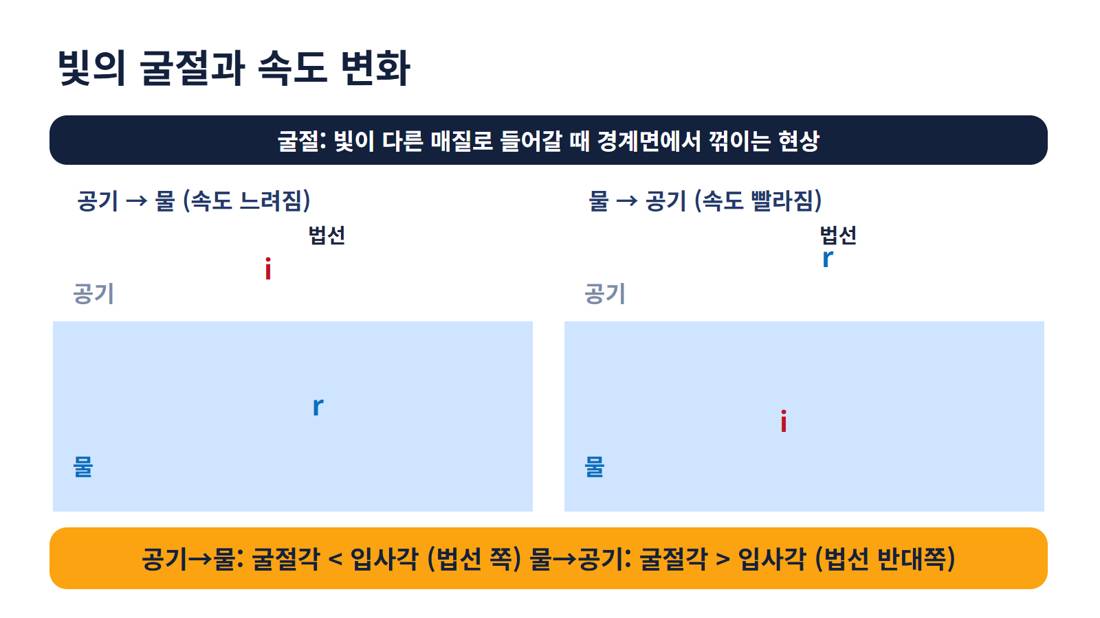 빛의 굴절과 속도 변화
굴절: 빛이 다른 매질로 들어갈 때 경계면에서 꺾이는 현상
공기 → 물 (속도 느려짐)
법선
i
공기
r
물
물 → 공기 (속도 빨라짐)
법선
r
공기
i
물
공기→물: 굴절각 < 입사각 (법선 쪽) 물→공기: 굴절각 > 입사각 (법선 반대쪽)